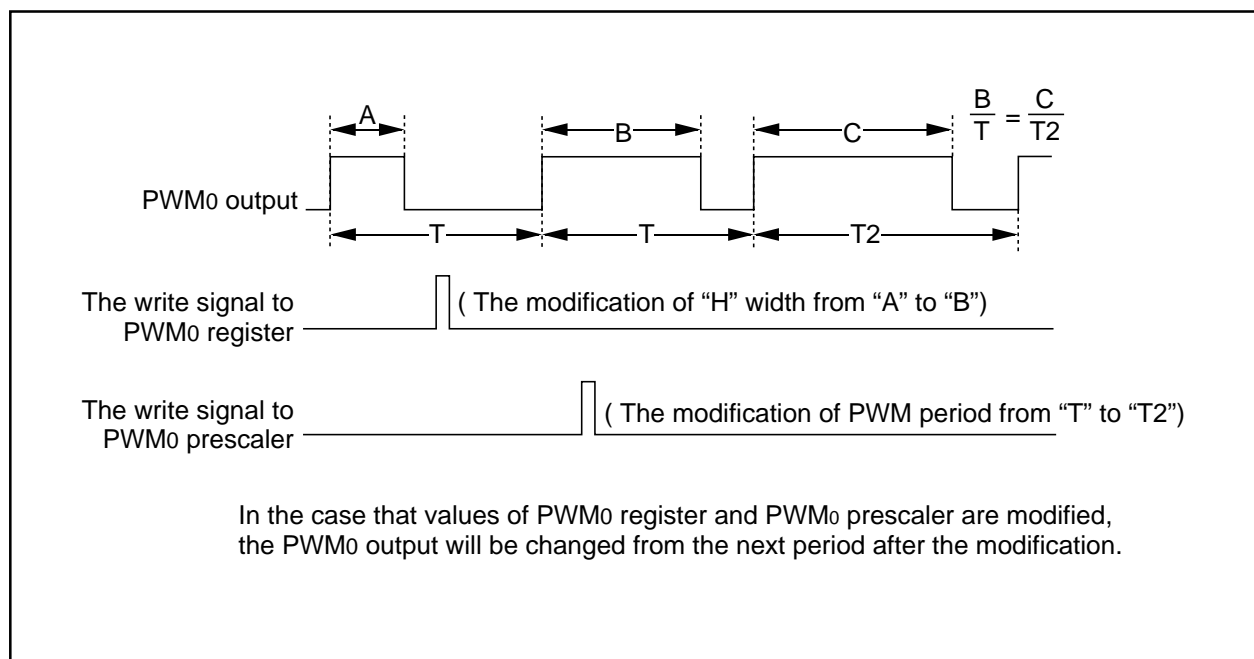 A
B
C
B/T = C/T2
PWM0 output
T
T
T2
The write signal to
PWM0 register
( The modification of “H” width from “A” to “B”)
The write signal to
PWM0 prescaler
( The modification of PWM period from “T” to “T2”)
In the case that values of PWM0 register and PWM0 prescaler are modified,
the PWM0 output will be changed from the next period after the modification.